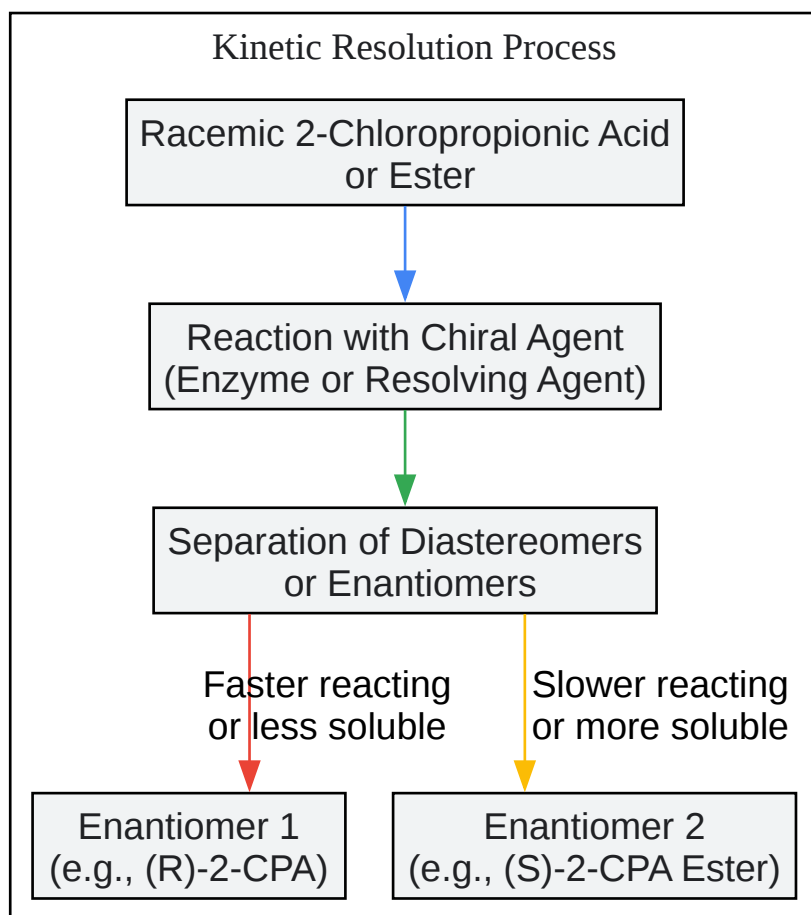 Kinetic Resolution Process
Racemic 2-Chloropropionic Acid
or Ester
Reaction with Chiral Agent
(Enzyme or Resolving Agent)
Separation of Diastereomers
or Enantiomers
Faster reacting
or less soluble
Slower reacting
or more soluble
Enantiomer 1
(e.g., (R)-2-CPA)
Enantiomer 2
(e.g., (S)-2-CPA Ester)